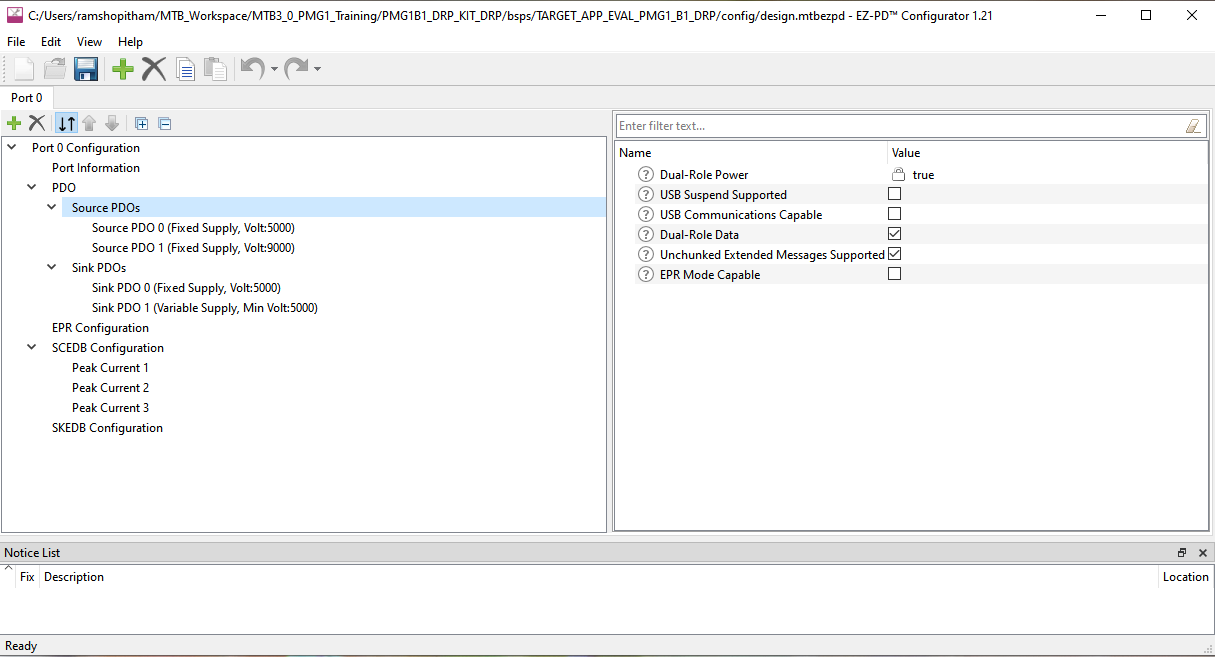 C:/Users/ramshopitham/MTB_Workspace/MTB3_0_PMG1_Training/PMG1B1_DRP_KIT_DRP/bsps/TARGET_APP_EVAL_PMG1_B1_DRP/config/design.mtbezpd - EZ-PD™ Configurator 1.21
File Edit View Help
Port 0
Enter filter text...
Port 0 Configuration
Port Information
PDO
Source PDOs
Source PDO 0 (Fixed Supply, Volt:5000)
Source PDO 1 (Fixed Supply, Volt:9000)
Sink PDOs
Sink PDO 0 (Fixed Supply, Volt:5000)
Sink PDO 1 (Variable Supply, Min Volt:5000)
EPR Configuration
SCEDB Configuration
Peak Current 1
Peak Current 2
Peak Current 3
SKEDB Configuration
Name Value
? Dual-Role Power true
? USB Suspend Supported
? USB Communications Capable
? Dual-Role Data
? Unchunked Extended Messages Supported
? EPR Mode Capable
Notice List
Fix Description Location
Ready